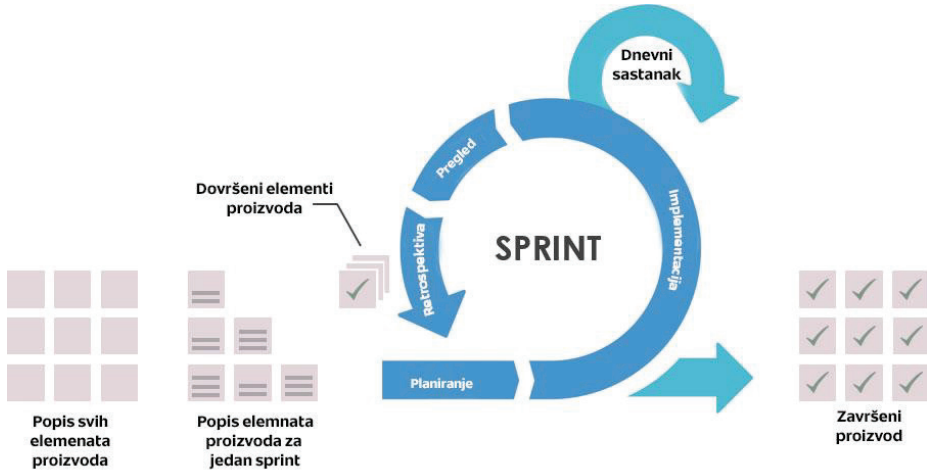 Dnevni
sastanak
Pregled
Dovršeni elementi
proizvoda
Retrospektiva
SPRINT
Implementacija
Planiranje
Popis svih
elemenata
proizvoda
Popis elemnata
proizvoda za
jedan sprint
Završeni
proizvod